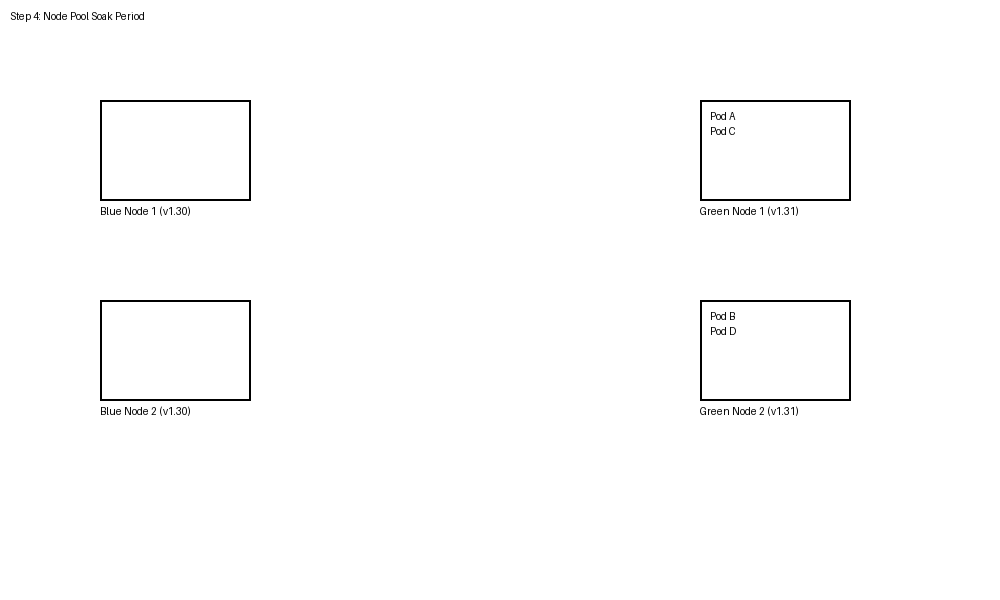 Step 4: Node Pool Soak Period
Pod A
Pod C
Blue Node 1 (v1.30)
Green Node 1 (v1.31)
Pod B
Pod D
Blue Node 2 (v1.30)
Green Node 2 (v1.31)